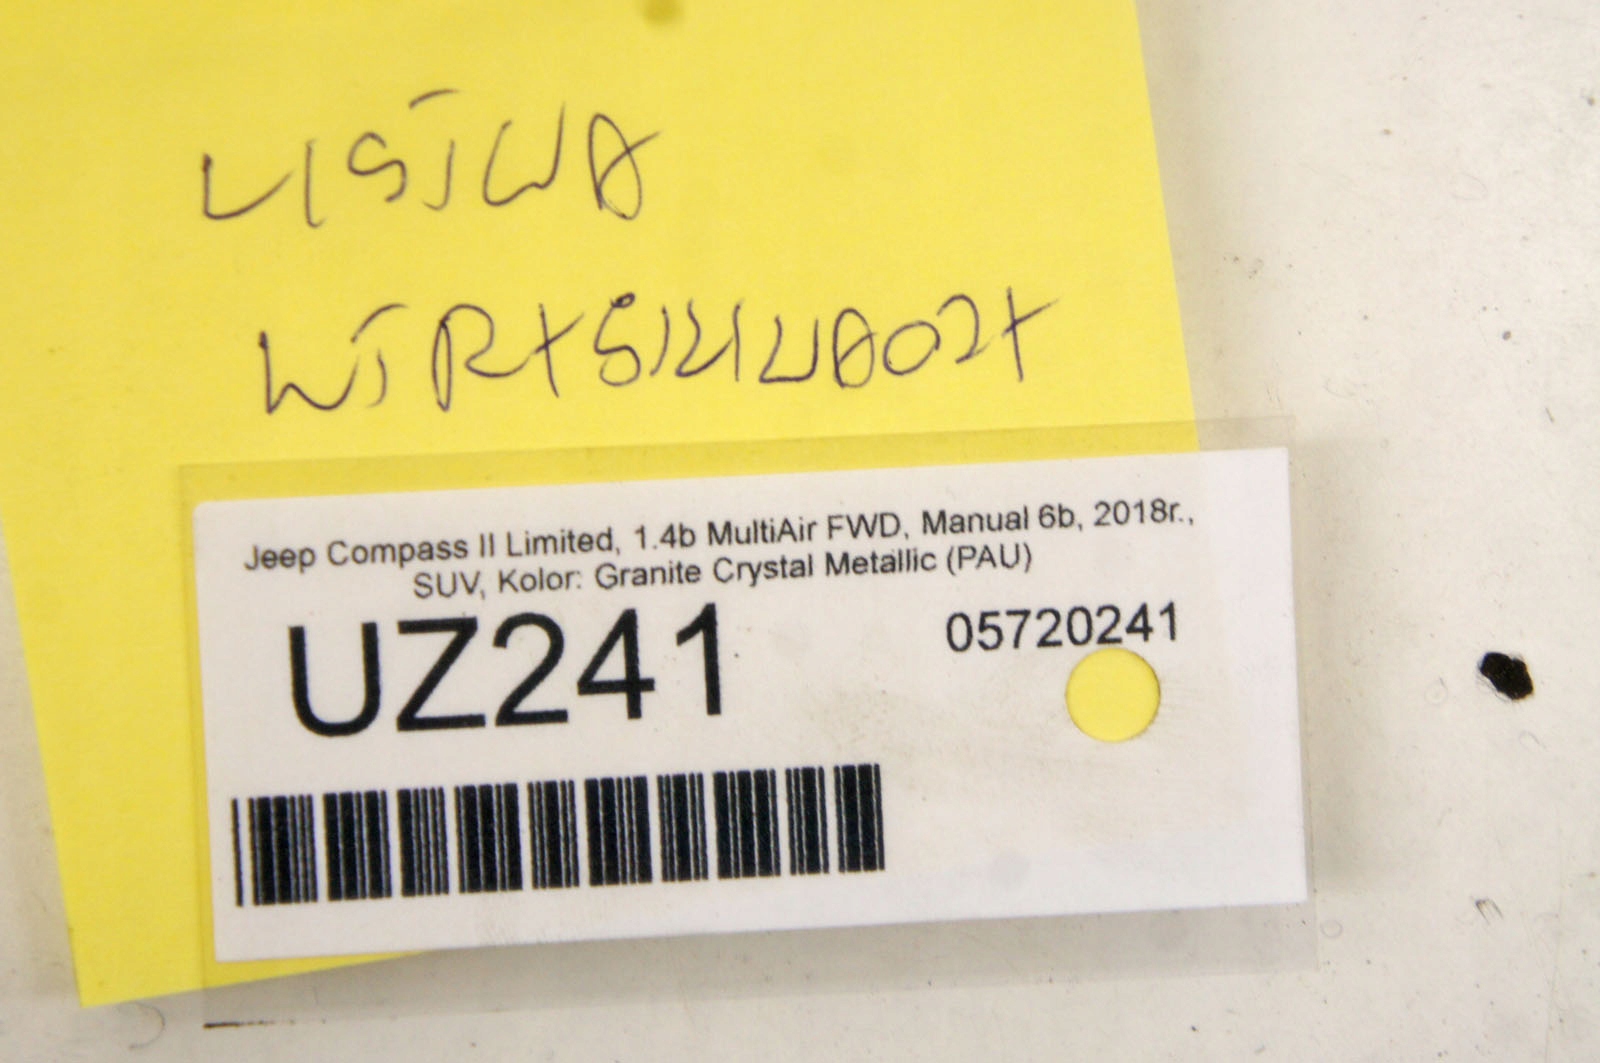 LISTWA
WTRYSKIWACZY
Jeep Compass II Limited, 1.4b MultiAir FWD, Manual 6b, 2018r.,
SUV, Kolor: Granite Crystal Metallic (PAU)
UZ241
05720241